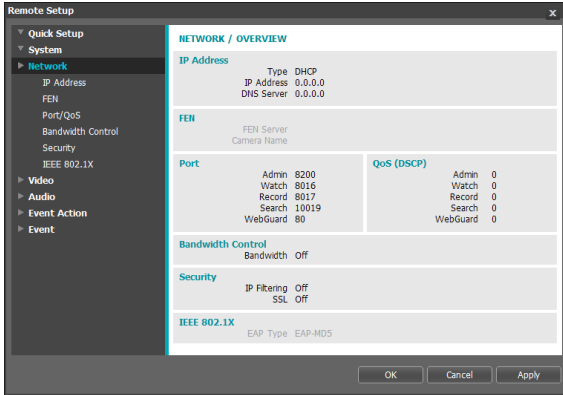 Remote Setup
x
Quick Setup
System
Network
IP Address
FEN
Port/QoS
Bandwidth Control
Security
IEEE 802.1X
Video
Audio
Event Action
Event
NETWORK / OVERVIEW
IP Address
Type DHCP
IP Address 0.0.0.0
DNS Server 0.0.0.0
FEN
FEN Server
Camera Name
Port
Admin 8200
Watch 8016
Record 8017
Search 10019
WebGuard 80
QoS (DSCP)
Admin 0
Watch 0
Record 0
Search 0
WebGuard 0
Bandwidth Control
Bandwidth Off
Security
IP Filtering Off
SSL Off
IEEE 802.1X
EAP Type EAP-MD5
OK Cancel Apply